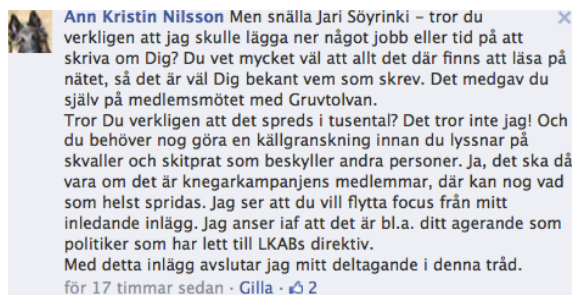 Ann Kristin Nilsson Men snälla Jari Söyrinki - tror du
verkligen att jag skulle lägga ner något jobb eller tid på att
skriva om Dig? Du vet mycket väl att allt det där finns att läsa på
nätet, så det är väl Dig bekant vem som skrev. Det medgav du
själv på medlemsmötet med Gruvtolvan.
Tror Du verkligen att det spreds i tusental? Det tror inte jag! Och
du behöver nog göra en källgranskning innan du lyssnar på
skvaller och skitprat som beskyller andra personer. Ja, det ska då
vara om det är knegarkampanjens medlemmar, där kan nog vad
som helst spridas. Jag ser att du vill flytta focus från mitt
inledande inlägg. Jag anser iaf att det är bl.a. ditt agerande som
politiker som har lett till LKABs direktiv.
Med detta inlägg avslutar jag mitt deltagande i denna tråd.
för 17 timmar sedan · Gilla · 2